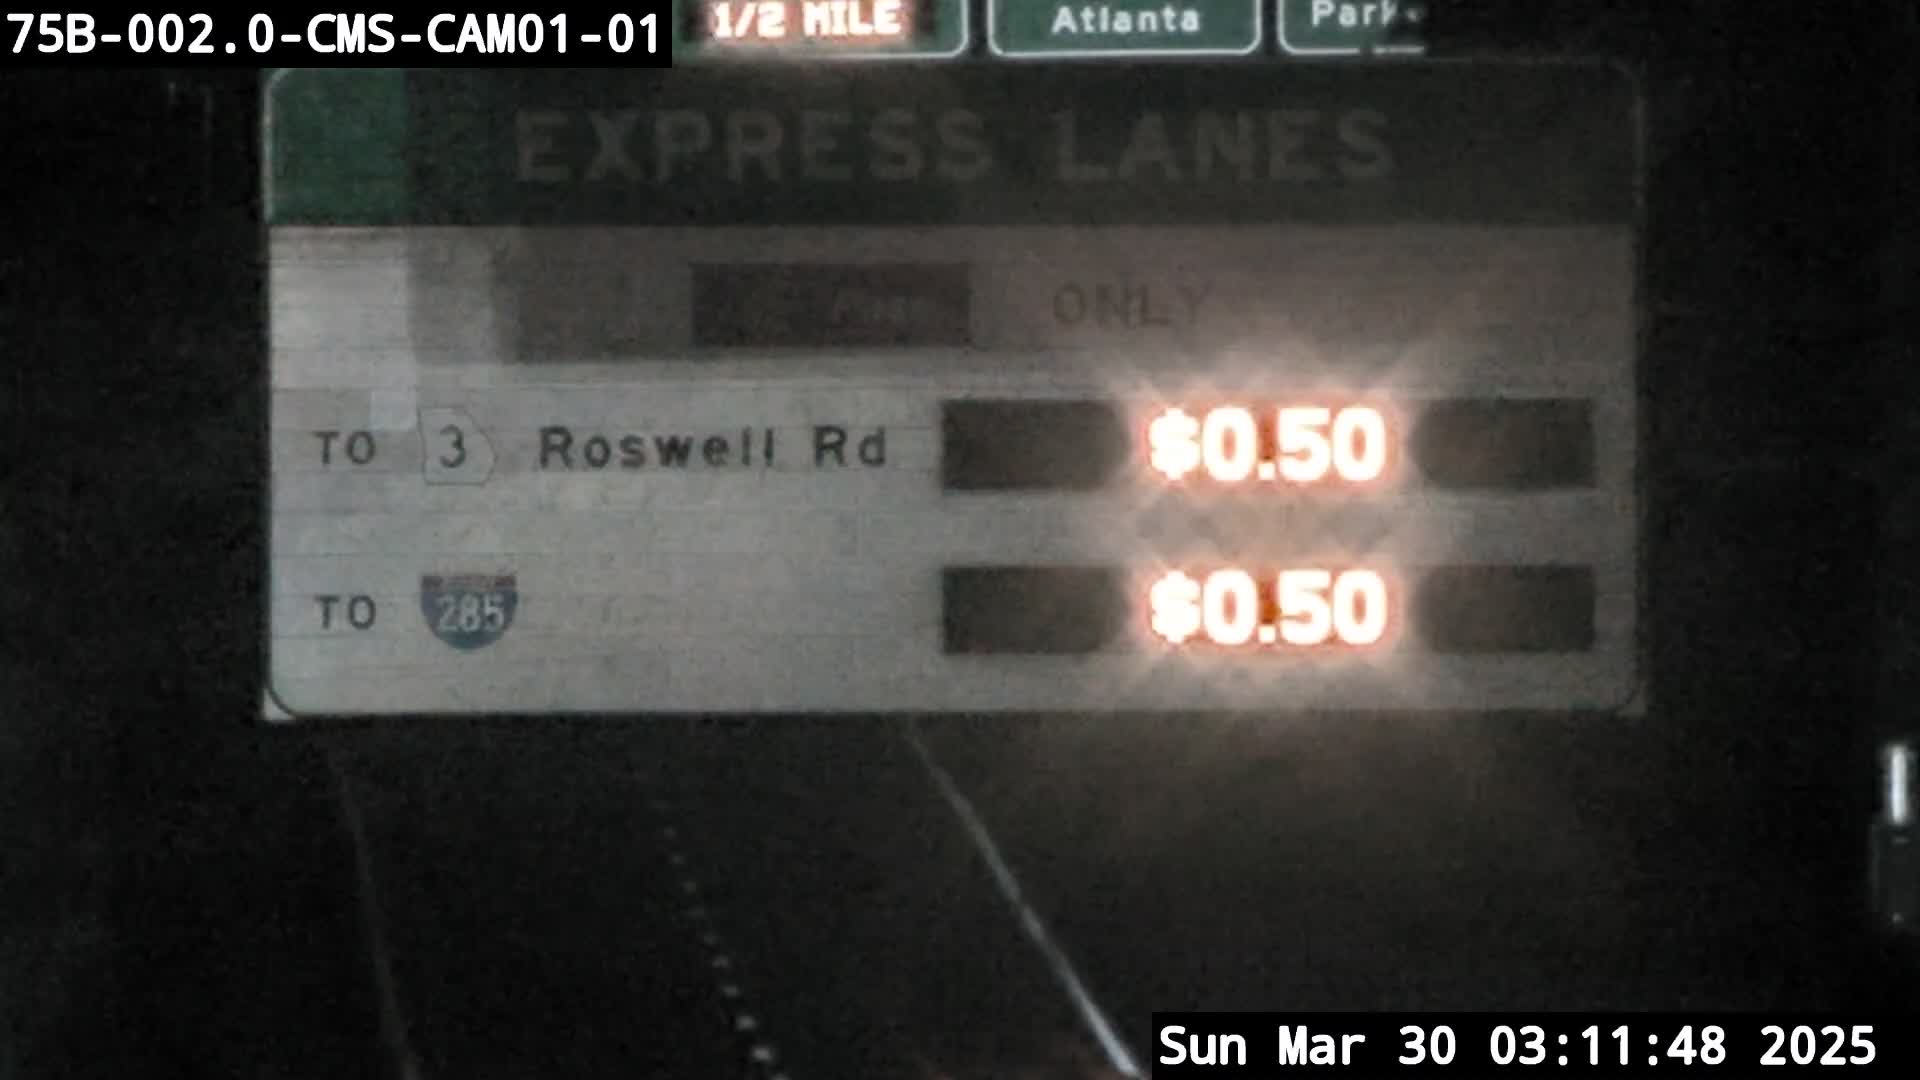 75B-002.0-CMS-CAM01-01
1/2 MILE
Atlanta
EXPRESS LANES
ONLY
TO 3 Roswell Rd $0.50
TO 285 $0.50
Sun Mar 30 03:11:48 2025